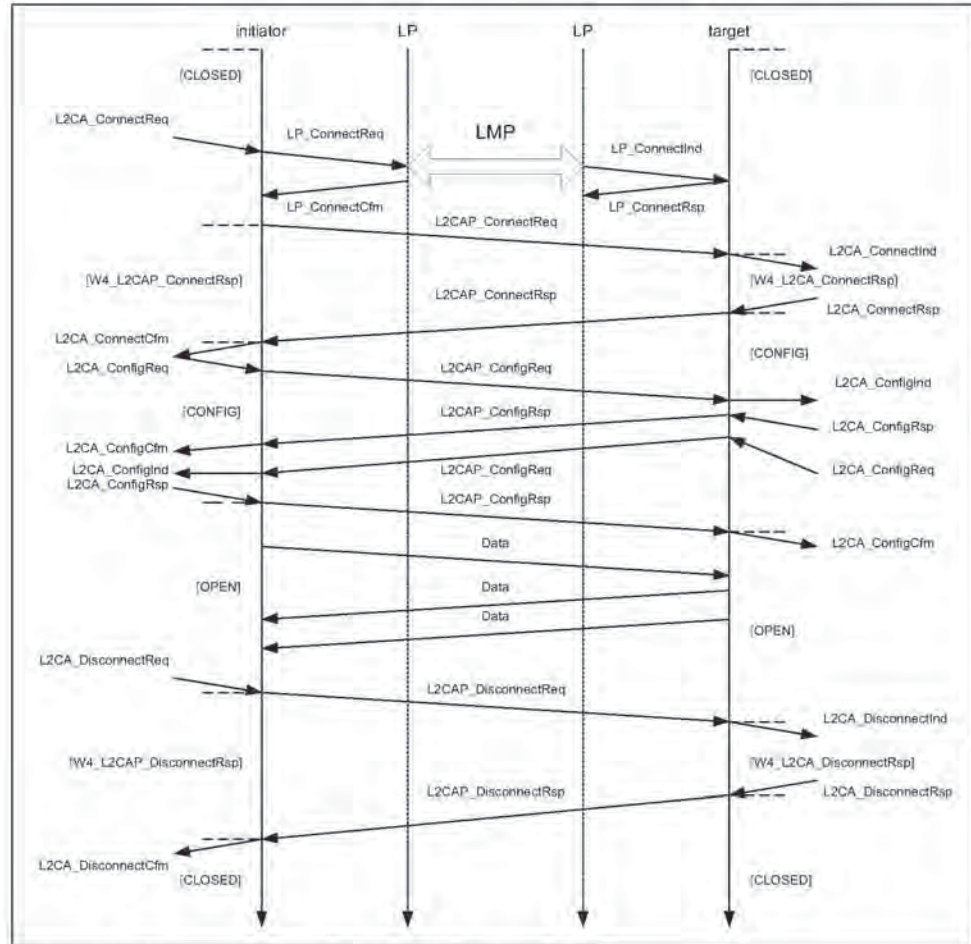 initiator LP LP target
[CLOSED] [CLOSED]
L2CA_ConnectReq
LP_ConnectReq LMP LP_ConnectInd
LP_ConnectCfm LP_ConnectRsp
L2CAP_ConnectReq
L2CA_ConnectInd
[W4_L2CAP_ConnectRsp] [W4_L2CA_ConnectRsp]
L2CAP_ConnectRsp
L2CA_ConnectRsp
L2CA_ConnectCfm
[CONFIG]
L2CA_ConfigReq L2CAP_ConfigReq
L2CA_ConfigInd
[CONFIG] L2CAP_ConfigRsp
L2CA_ConfigRsp
L2CA_ConfigCfm
L2CA_ConfigInd L2CAP_ConfigReq L2CA_ConfigReq
L2CA_ConfigRsp
L2CAP_ConfigRsp
Data L2CA_ConfigCfm
[OPEN] Data
Data
[OPEN]
L2CA_DisconnectReq
L2CAP_DisconnectReq
L2CA_DisconnectInd
[W4_L2CAP_DisconnectRsp] [W4_L2CA_DisconnectRsp]
L2CAP_DisconnectRsp L2CA_DisconnectRsp
L2CA_DisconnectCfm
[CLOSED] [CLOSED]